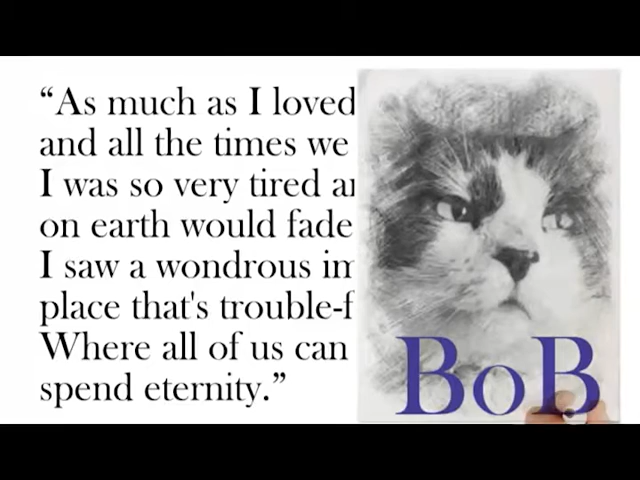 “As much as I loved
and all the times we
I was so very tired
on earth would fade
I saw a wondrous
place that's
Where all of us can
spend eternity.”
BoB